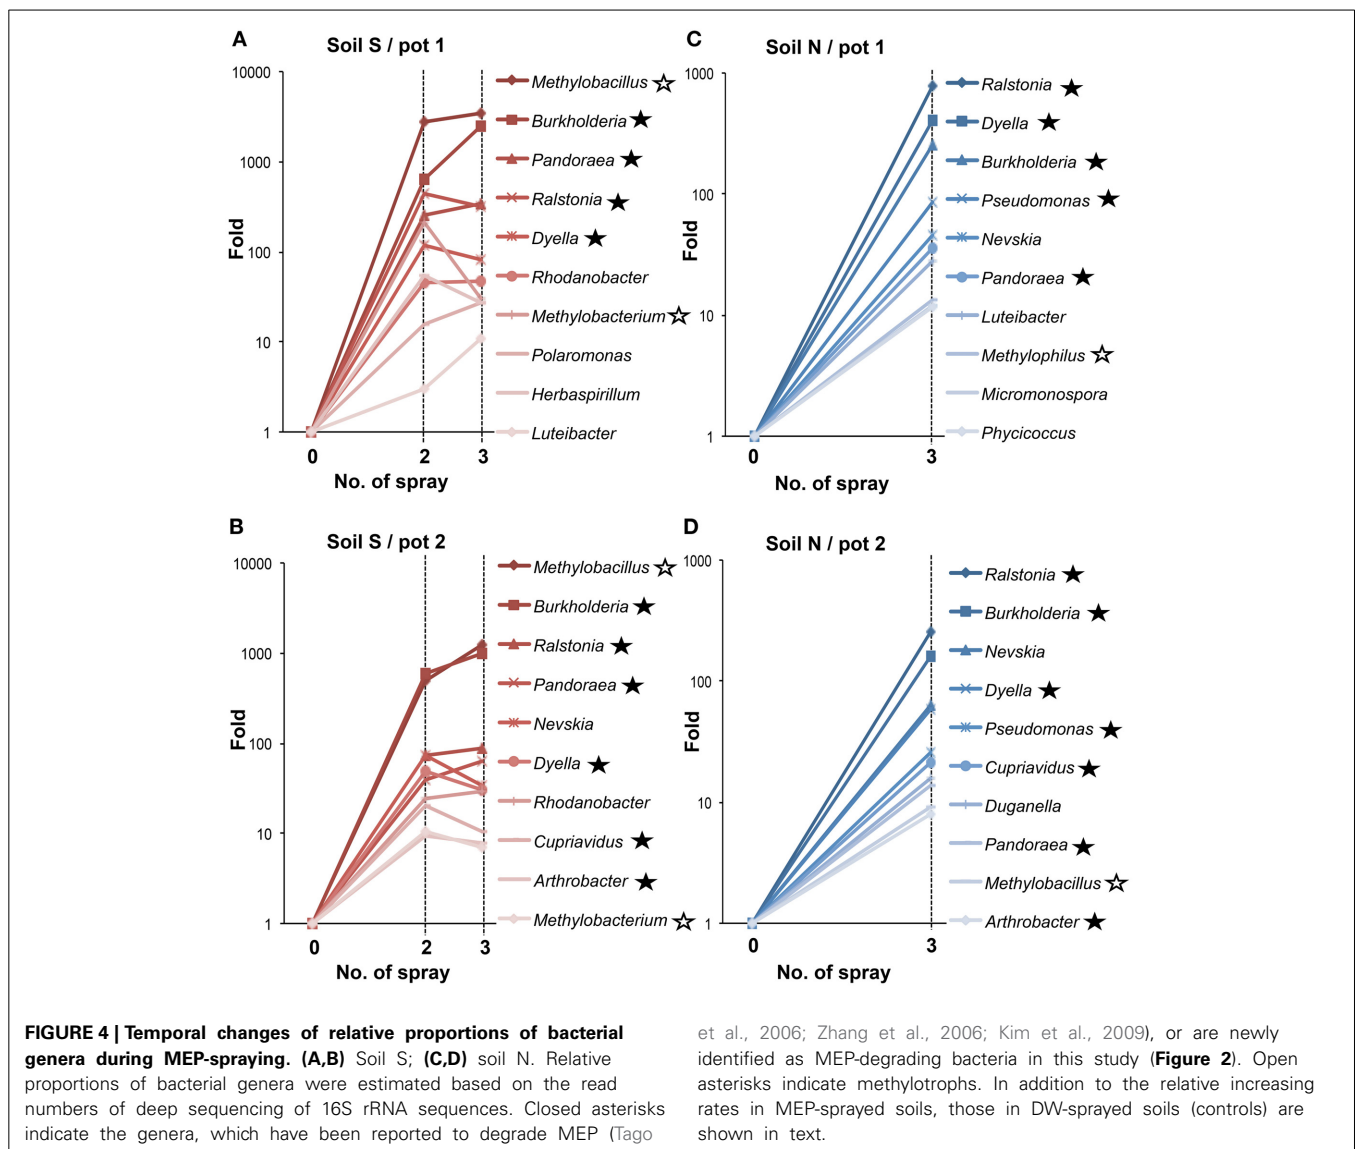 A
Soil S / pot 1
Fold
10000
1000
100
10
1
0
2
3
No. of spray
Methylobacillus ☆
Burkholderia ★
Pandoraea ★
Ralstonia ★
Dyella ★
Rhodanobacter
Methylobacterium ☆
Polaromonas
Herbaspirillum
Luteibacter
C
Soil N / pot 1
Fold
1000
100
10
1
0
3
No. of spray
Ralstonia ★
Dyella ★
Burkholderia ★
Pseudomonas ★
Nevskia
Pandoraea ★
Luteibacter
Methylophilus ☆
Micromonospora
Phycicoccus
B
Soil S / pot 2
Fold
10000
1000
100
10
1
0
2
3
No. of spray
Methylobacillus ☆
Burkholderia ★
Ralstonia ★
Pandoraea ★
Nevskia
Dyella ★
Rhodanobacter
Cupriavidus ★
Arthrobacter ★
Methylobacterium ☆
D
Soil N / pot 2
Fold
1000
100
10
1
0
3
No. of spray
Ralstonia ★
Burkholderia ★
Nevskia
Dyella ★
Pseudomonas ★
Cupriavidus ★
Duganella
Pandoraea ★
Methylobacillus ☆
Arthrobacter ★
FIGURE 4 | Temporal changes of relative proportions of bacterial
genera during MEP-spraying. (A,B) Soil S; (C,D) soil N. Relative
proportions of bacterial genera were estimated based on the read
numbers of deep sequencing of 16S rRNA sequences. Closed asterisks
indicate the genera, which have been reported to degrade MEP (Tago
et al., 2006; Zhang et al., 2006; Kim et al., 2009), or are newly
identified as MEP-degrading bacteria in this study (Figure 2). Open
asterisks indicate methylotrophs. In addition to the relative increasing
rates in MEP-sprayed soils, those in DW-sprayed soils (controls) are
shown in text.